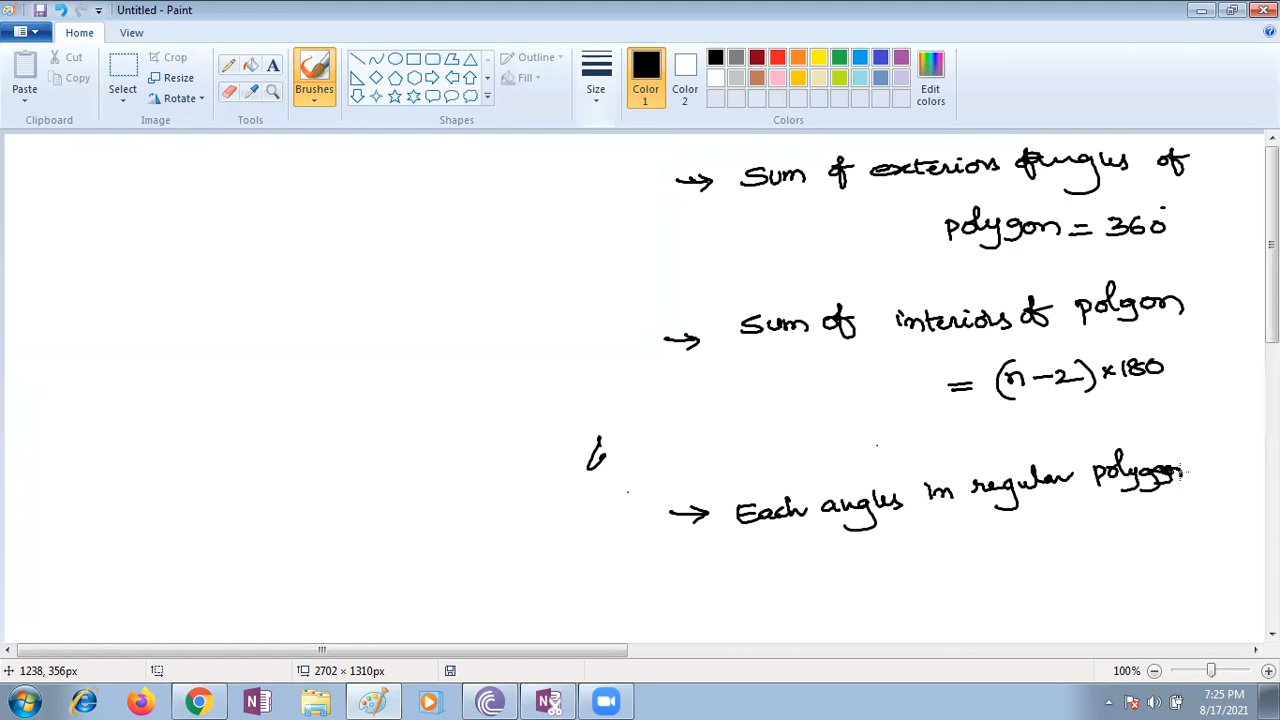 Untitled - Paint
Home View
Paste
Cut
Copy
Clipboard
Select
Crop
Resize
Rotate
Image
Tools
Brushes
Shapes
Outline
Fill
Size
Color 1
Color 2
Edit colors
Colors
→ Sum of exteriors angles of
polygon = 360°
→ Sum of interiors of polgon
= (n-2)×180
→ Each angles in regular polygon
1238, 356px
2702 × 1310px
100%
7:25 PM
8/17/2021